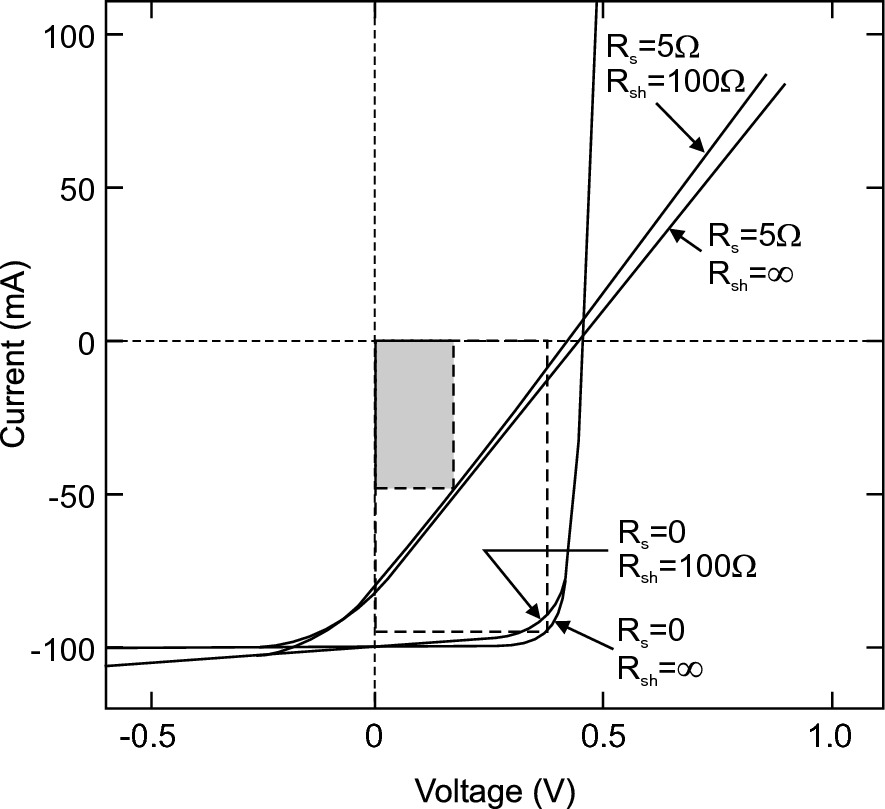 100
50
0
-50
-100
Current (mA)
Rs=5Ω
Rsh=100Ω
Rs=5Ω
Rsh=∞
Rs=0
Rsh=100Ω
Rs=0
Rsh=∞
-0.5
0
0.5
1.0
Voltage (V)